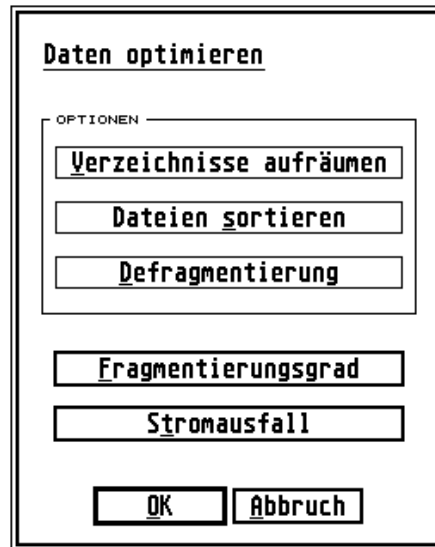 Daten optimieren
OPTIONEN
Verzeichnisse aufräumen
Dateien sortieren
Defragmentierung
Fragmentierungsgrad
Stromausfall
OK
Abbruch